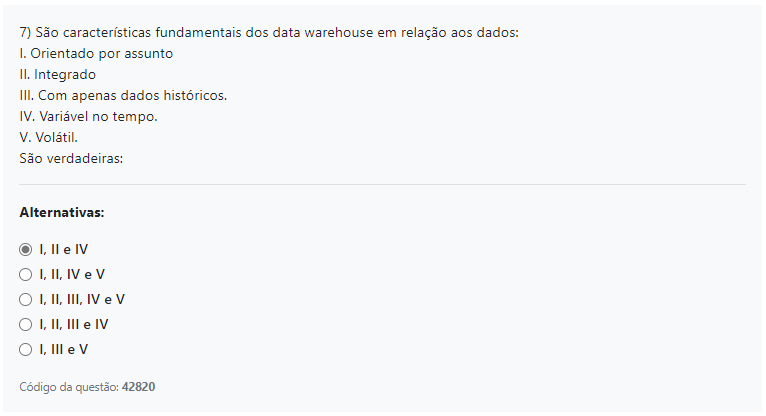 7) São características fundamentais dos data warehouse em relação aos dados:
I. Orientado por assunto
II. Integrado
III. Com apenas dados históricos.
IV. Variável no tempo.
V. Volátil.
São verdadeiras:
Alternativas:
I, II e IV
I, II, IV e V
I, II, III, IV e V
I, II, III e IV
I, III e V
Código da questão: 42820